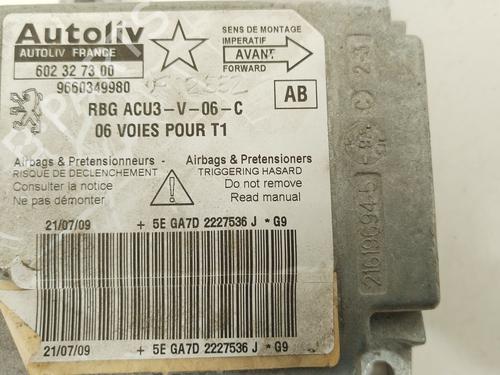 Autoliv
AUTOLIV FRANCE
602 32 73 00
9660349980
SENS DE MONTAGE
IMPERATIF
AVANT
FORWARD
RBG ACU3-V-06-C
06 VOIES POUR T1
AB
Airbags & Pretensionneurs
RISQUE DE DECLENCHEMENT
Consulter la notice
Ne pas démonter
Airbags & Pretensioners
TRIGGERING HASARD
Do not remove
Read manual
21/07/09 + 5E GA7D 2227536 J * G9
21/07/09 + 5E GA7D 2227536 J * G9
21619694-5